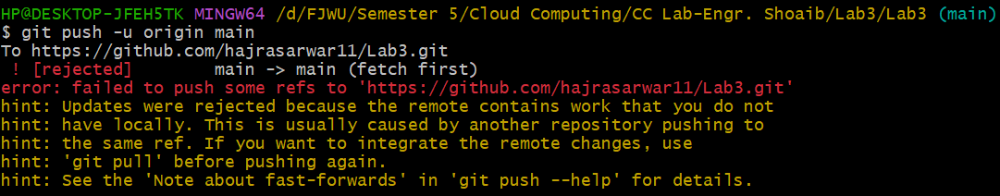 HP@DESKTOP-JFEH5TK MINGW64 /d/FJWU/Semester 5/Cloud Computing/CC Lab-Engr. Shoaib/Lab3/Lab3 (main)
$ git push -u origin main
To https://github.com/hajrasarwar11/Lab3.git
 ! [rejected]        main -> main (fetch first)
error: failed to push some refs to 'https://github.com/hajrasarwar11/Lab3.git'
hint: Updates were rejected because the remote contains work that you do not
hint: have locally. This is usually caused by another repository pushing to
hint: the same ref. If you want to integrate the remote changes, use
hint: 'git pull' before pushing again.
hint: See the 'Note about fast-forwards' in 'git push --help' for details.